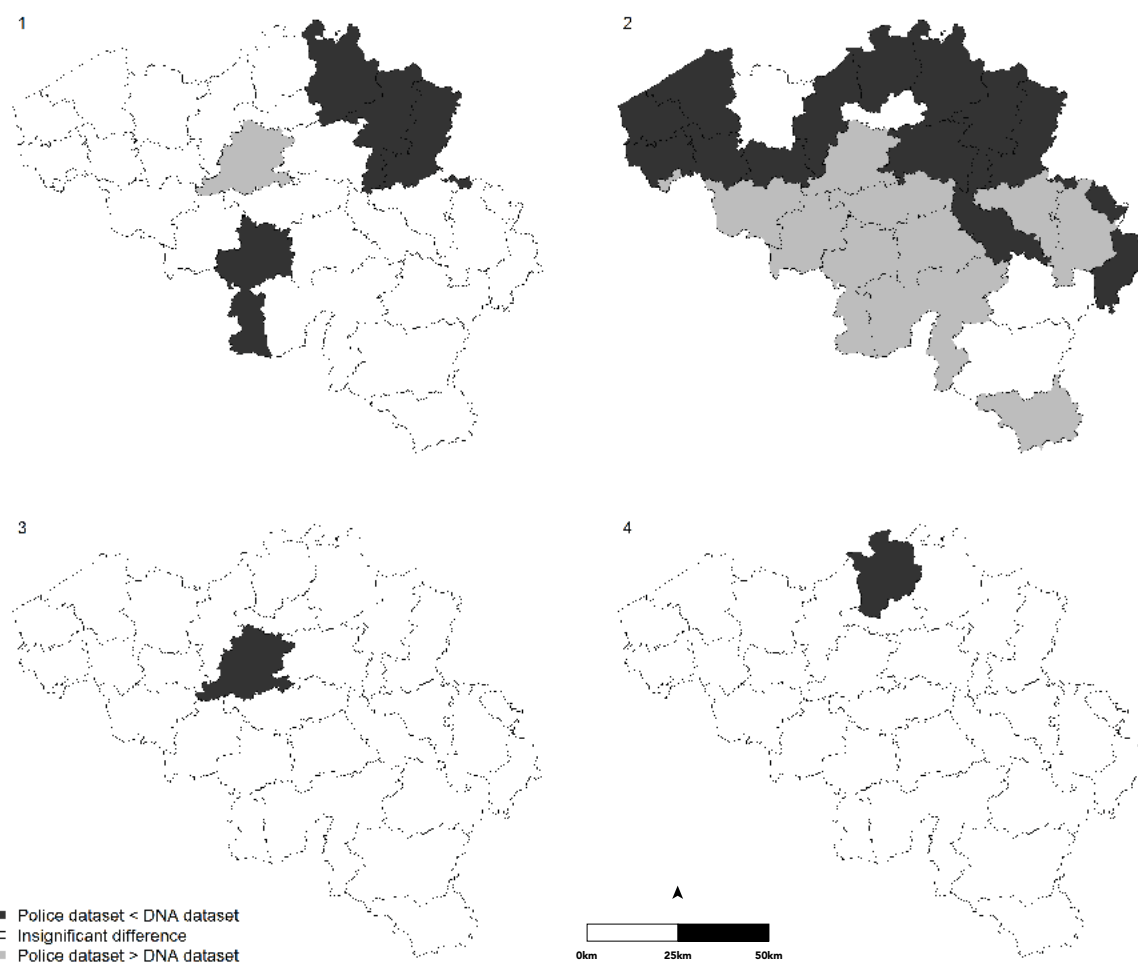 1
2
3
4
Police dataset < DNA dataset
Insignificant difference
Police dataset > DNA dataset
0km 25km 50km